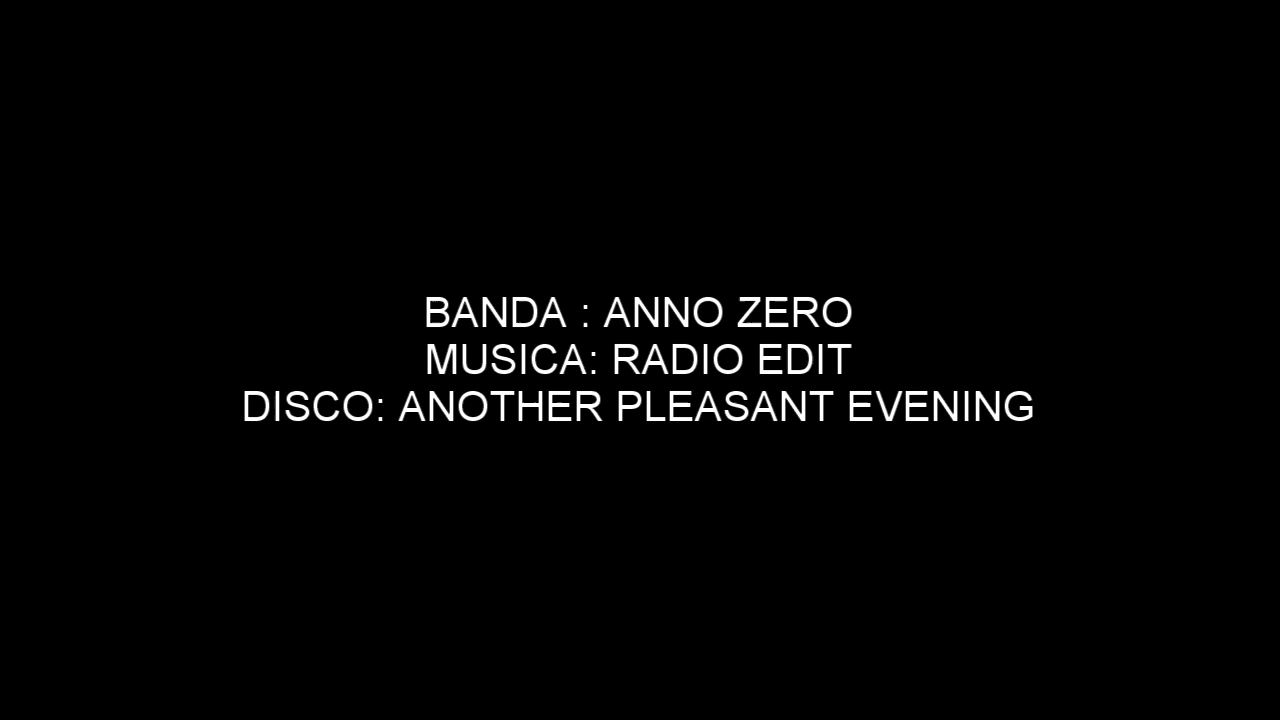 BANDA : ANNO ZERO
MUSICA: RADIO EDIT
DISCO: ANOTHER PLEASANT EVENING